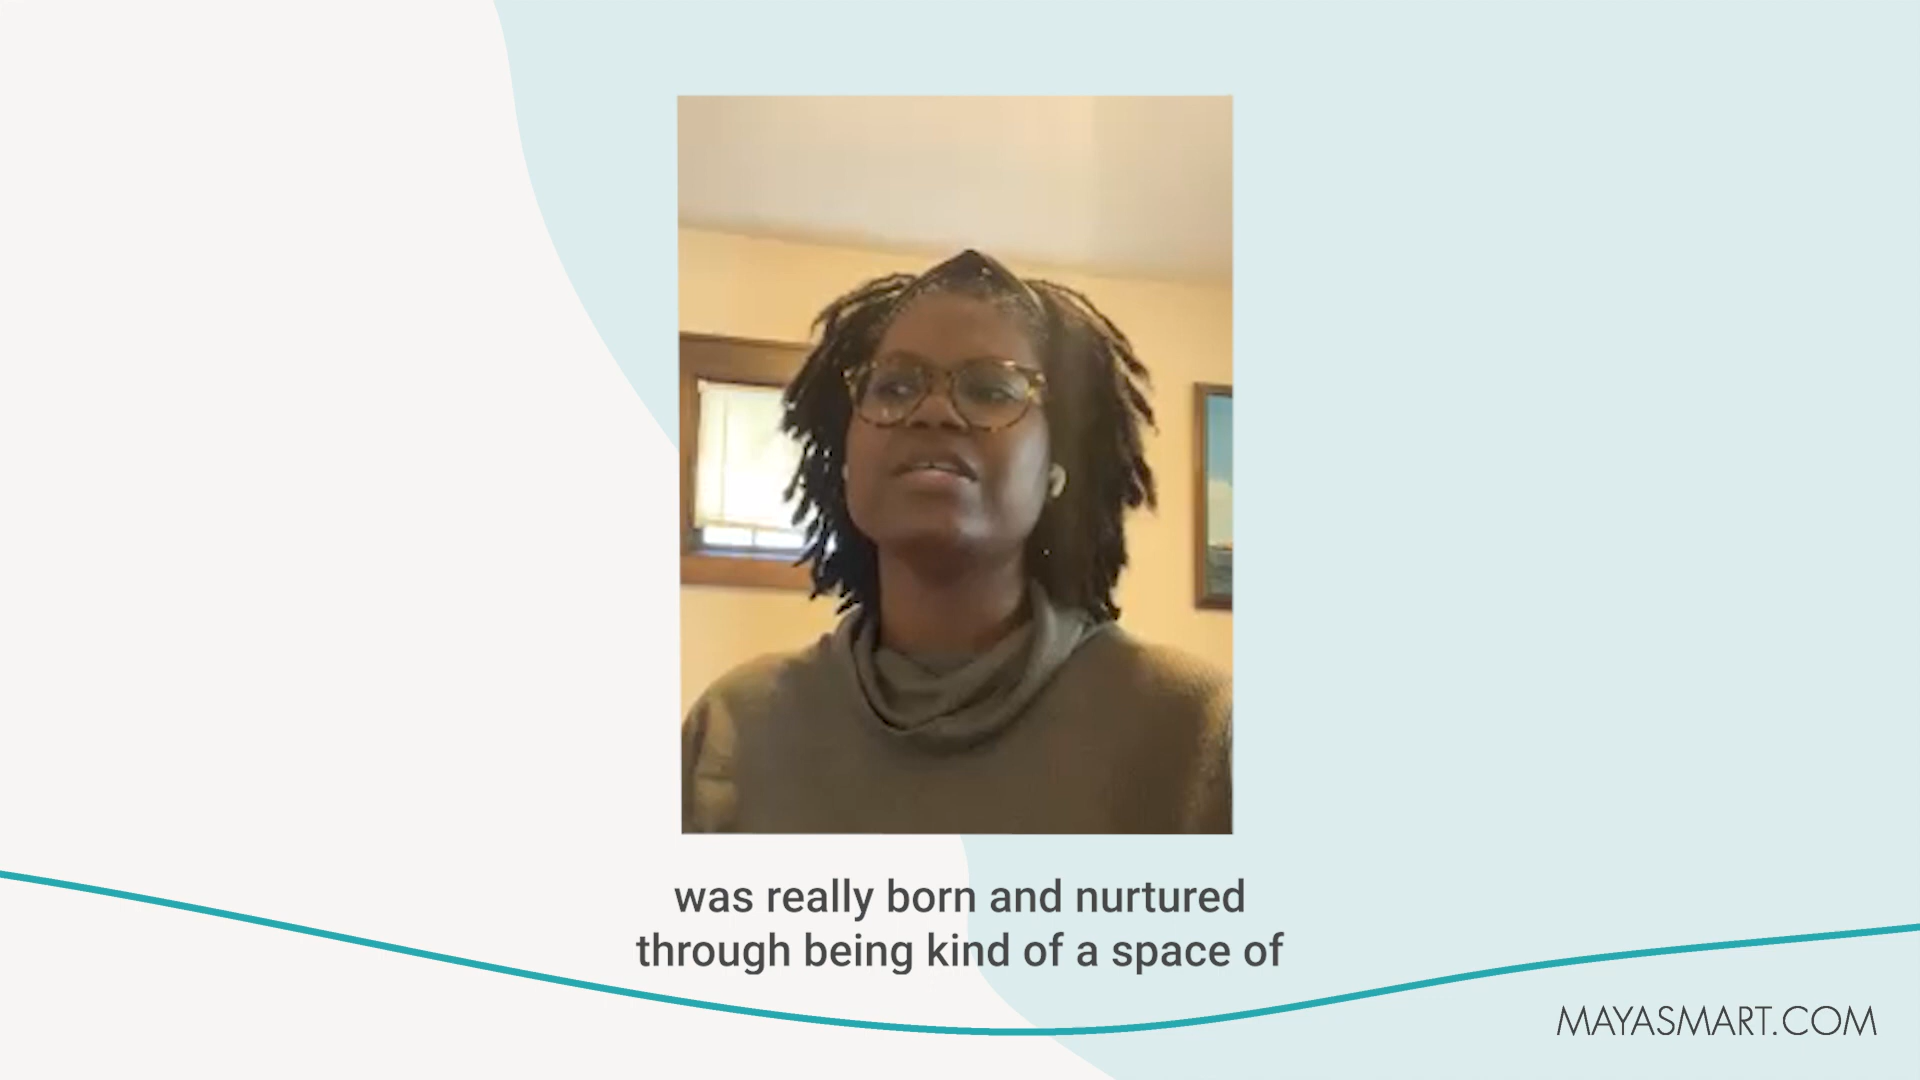 was really born and nurtured
through being kind of a space of
MAYASMART.COM